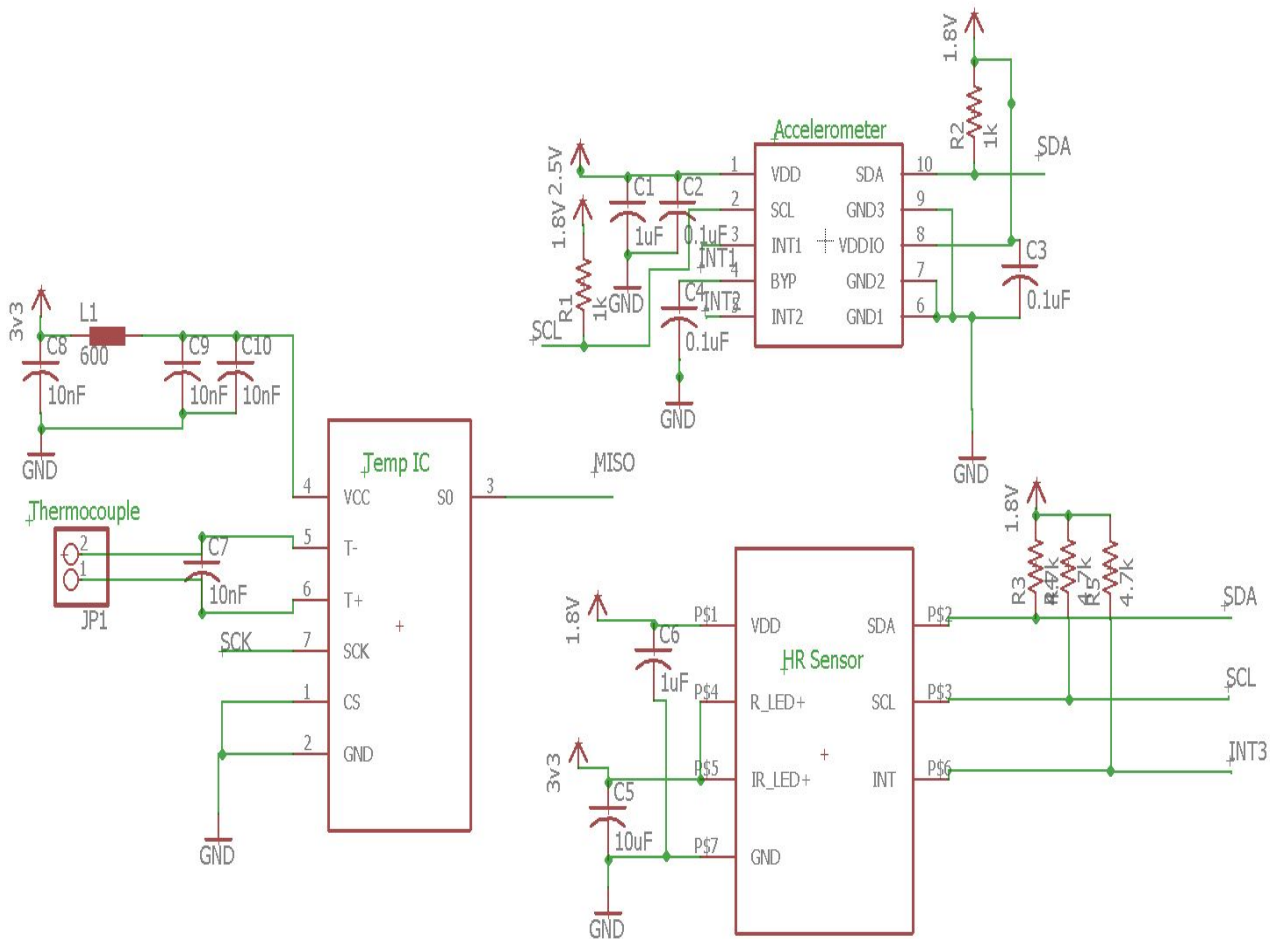 3v3
L1
600
C8
10nF
C9
10nF
C10
10nF
GND
Thermocouple
2
1
JP1
C7
10nF
SCK
Temp IC
4
VCC
5
T-
6
T+
7
SCK
1
CS
2
GND
S0
3
MISO
GND
Accelerometer
2.5V
1.8V
C1
1uF
C2
0.1uF
GND
R1
1k
SCL
INT1
INT2
C4
0.1uF
GND
1
VDD
2
SCL
3
INT1
4
BYP
5
INT2
SDA
10
GND3
9
VDDIO
8
GND2
7
GND1
6
1.8V
R2
1k
SDA
C3
0.1uF
GND
HR Sensor
1.8V
C6
1uF
3v3
C5
10uF
GND
P$1
VDD
P$4
R_LED+
P$5
IR_LED+
P$7
GND
SDA
P$2
SCL
P$3
INT
P$6
1.8V
R3
4.7k
R5
4.7k
SDA
SCL
INT3